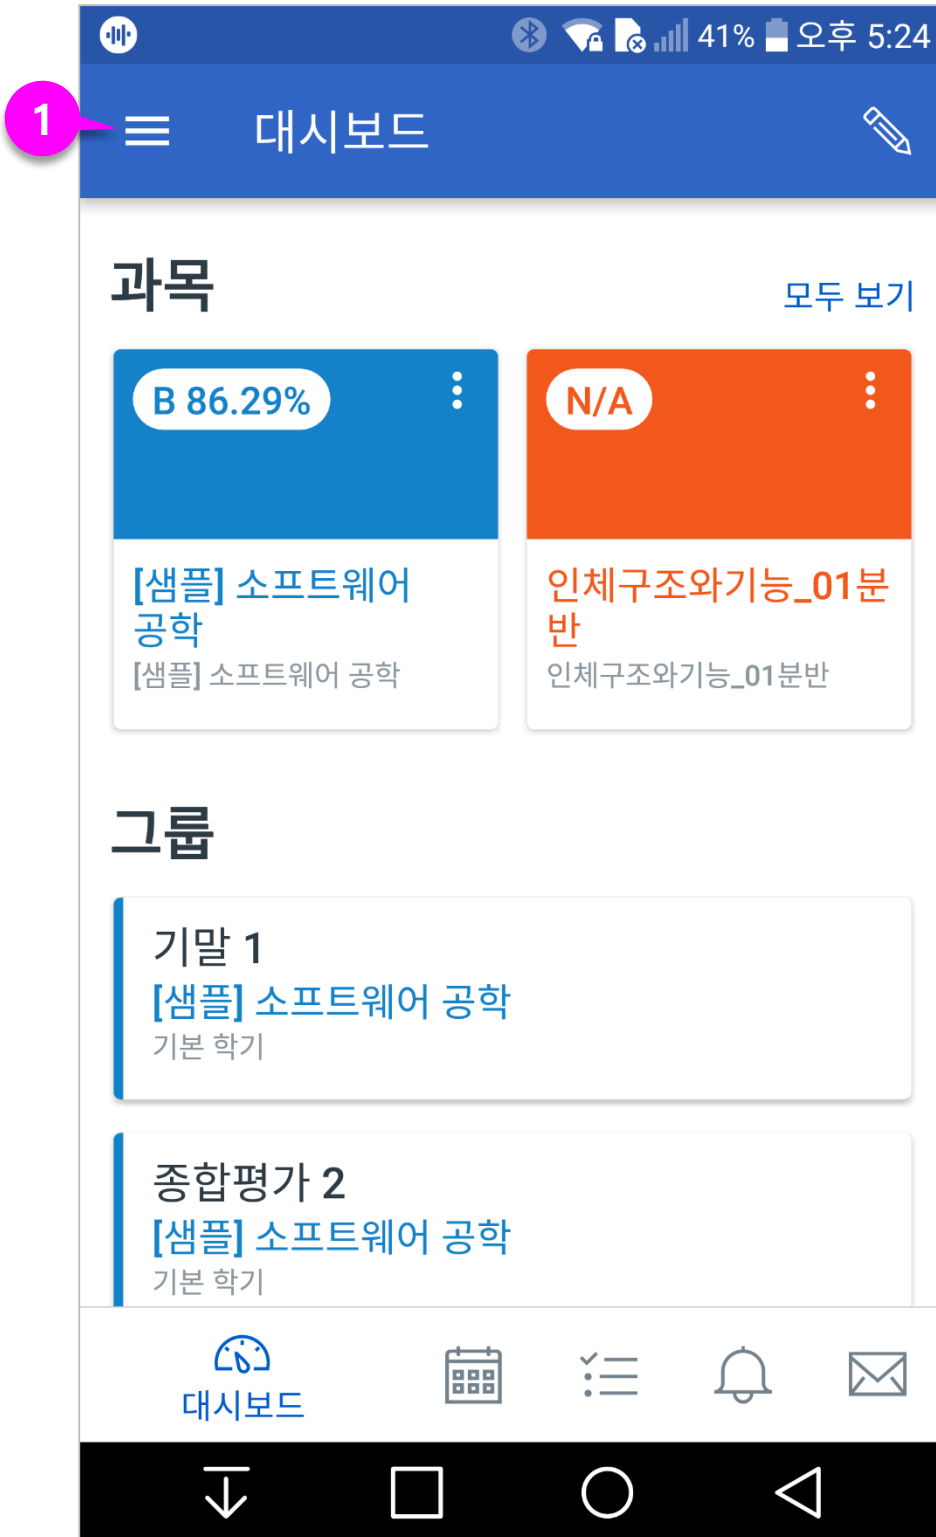 41% 오후 5:24
1
대시보드
과목
모두 보기
B 86.29%
N/A
[샘플] 소프트웨어
공학
[샘플] 소프트웨어 공학
인체구조와기능_01분
반
인체구조와기능_01분반
그룹
기말 1
[샘플] 소프트웨어 공학
기본 학기
종합평가 2
[샘플] 소프트웨어 공학
기본 학기
대시보드